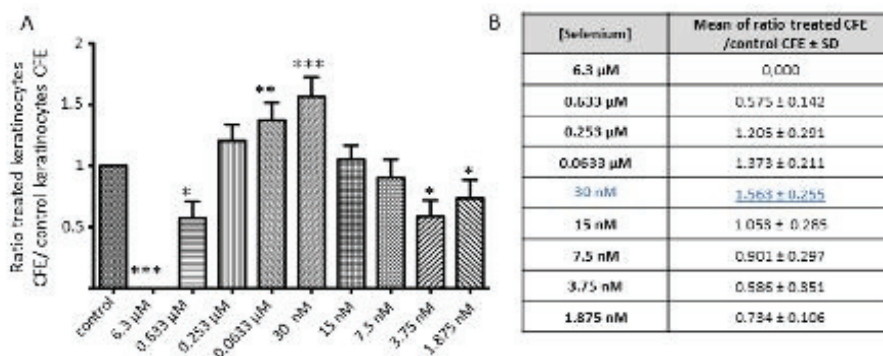 A
Ratio treated keratinocytes
CFE/ control keratinocytes CFE
2
1.5
1
0.5
***
*
**
***
*
*
control
6.3 µM
0.633 µM
0.253 µM
0.0633 µM
30 nM
15 nM
7.5 nM
3.75 nM
1.875 nM
B
[Selenium] Mean of ratio treated CFE
/control CFE ± SD
6.3 µM 0,000
0.633 µM 0.575 ± 0.142
0.253 µM 1.205 ± 0.291
0.0633 µM 1.373 ± 0.211
30 nM 1.563 ± 0.255
15 nM 1.058 ± 0.285
7.5 nM 0.901 ± 0.297
3.75 nM 0.586 ± 0.851
1.875 nM 0.734 ± 0.106